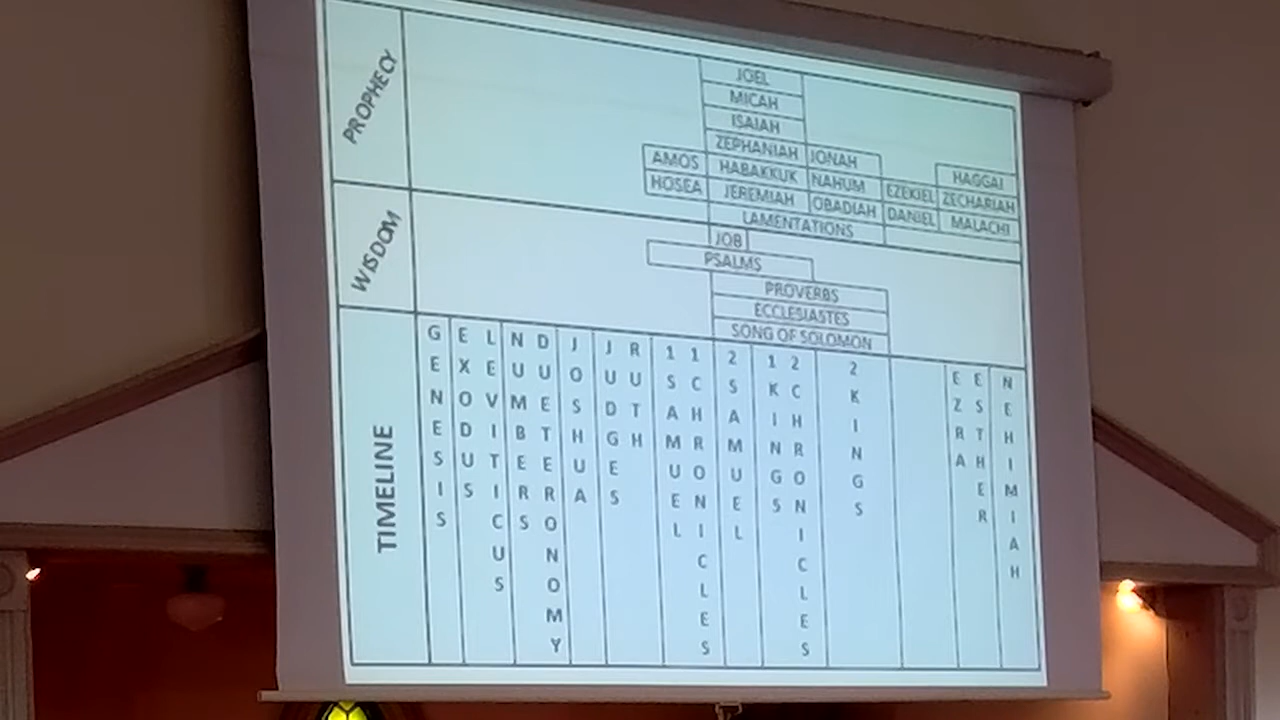 PROPHECY
JOEL
MICAH
ISAIAH
ZEPHANIAH
JONAH
AMOS
HABAKKUK
NAHUM
HAGGAI
HOSEA
JEREMIAH
OBADIAH
EZEKIEL
ZECHARIAH
DANIEL
MALACHI
LAMENTATIONS
WISDOM
JOB
PSALMS
PROVERBS
ECCLESIASTES
SONG OF SOLOMON
TIMELINE
GENESIS
EXODUS
LEVITICUS
NUMBERS
DUETERONOMY
JOSHUA
JUDGES
RUTH
1 SAMUEL
1 CHRONICLES
2 SAMUEL
1 KINGS
2 CHRONICLES
2 KINGS
EZRA
ESTHER
NEHIMIAH